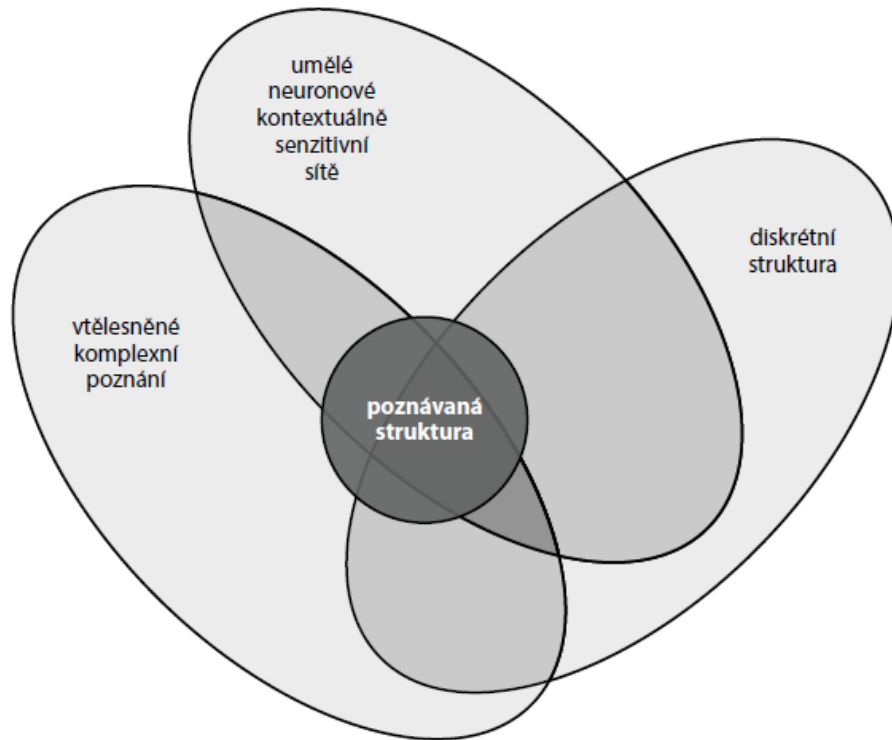 umělé
neuronové
kontextuálně
senzitivní
sítě
diskrétní
struktura
vtělesněné
komplexní
poznání
poznávaná
struktura